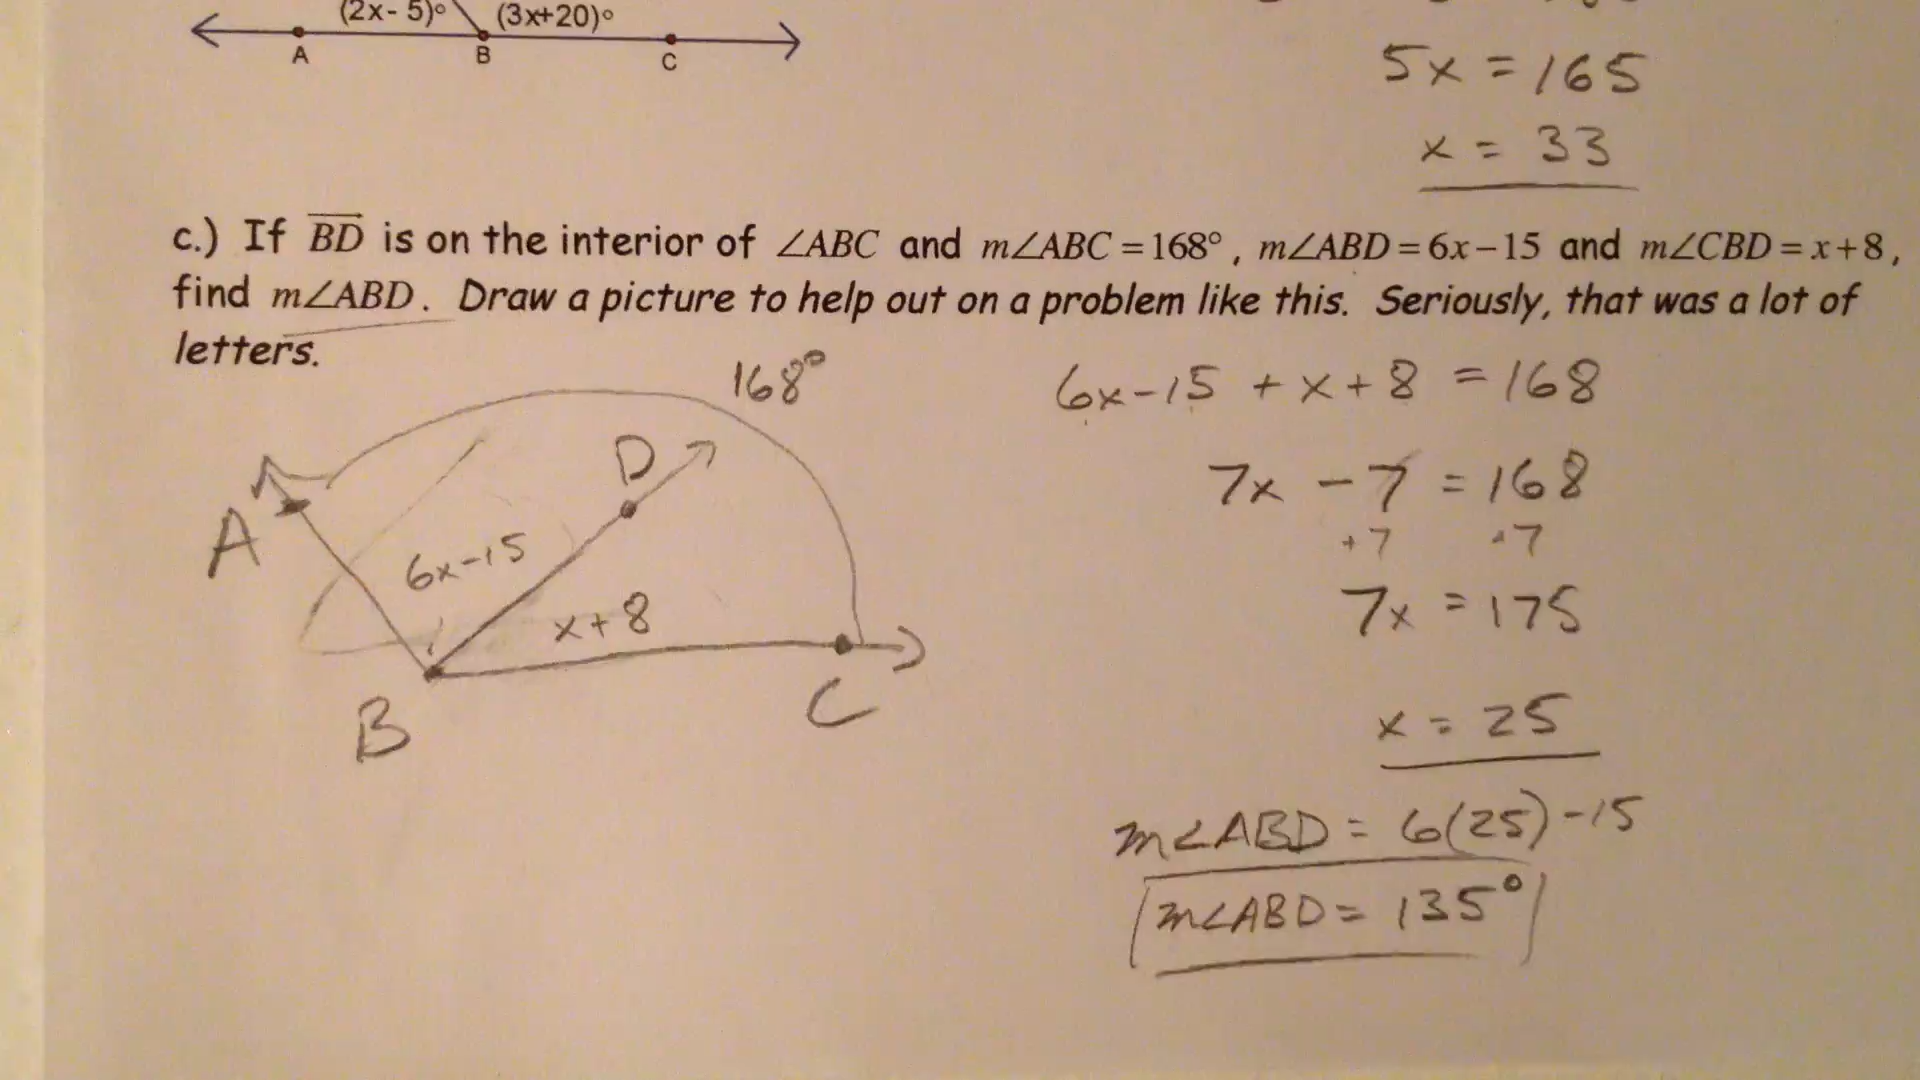 (2x- 5)° (3x+20)°
A B C
5x = 165
x = 33
c.) If BD is on the interior of ∠ABC and m∠ABC = 168° , m∠ABD = 6x − 15 and m∠CBD = x + 8 ,
find m∠ABD . Draw a picture to help out on a problem like this. Seriously, that was a lot of
letters.
168°
D
A
6x-15
x+8
B
C
6x-15 + x+8 = 168
7x - 7 = 168
+7 +7
7x = 175
x = 25
m∠ABD = 6(25)-15
m∠ABD = 135°